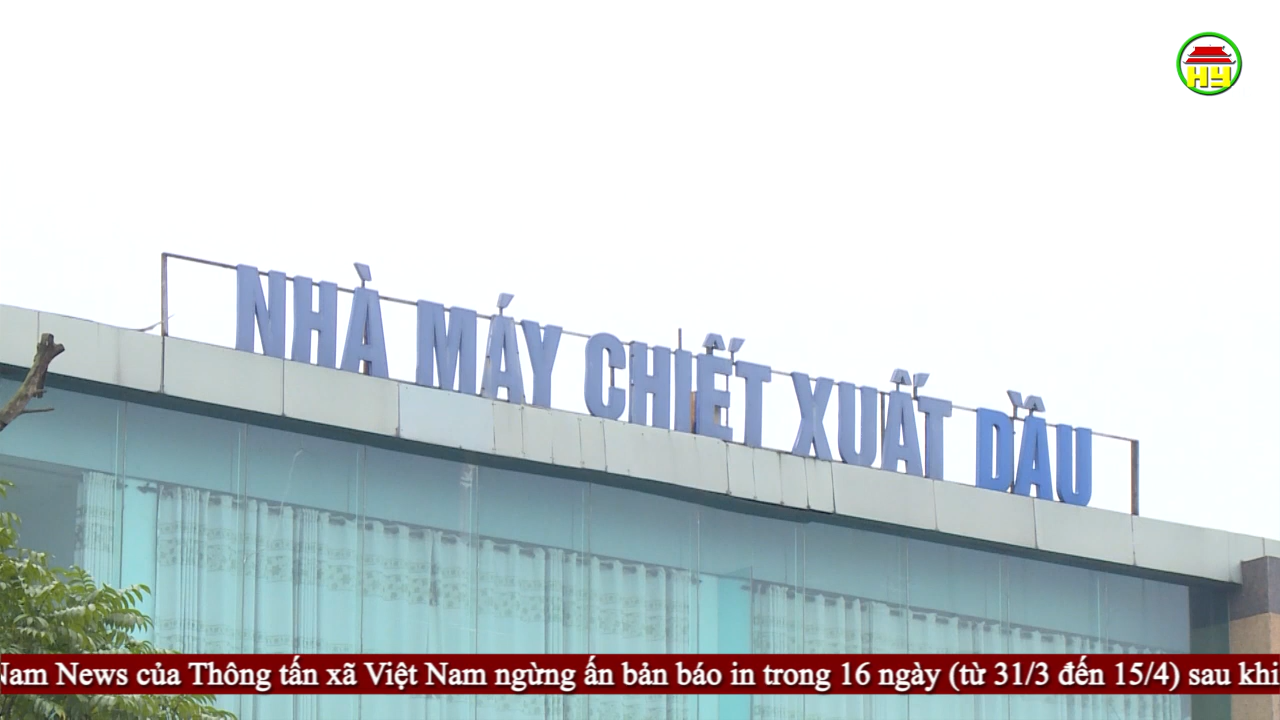 HY
NHÀ MÁY CHIẾT XUẤT DẦU
Nam News của Thông tấn xã Việt Nam ngừng ấn bản báo in trong 16 ngày (từ 31/3 đến 15/4) sau khi